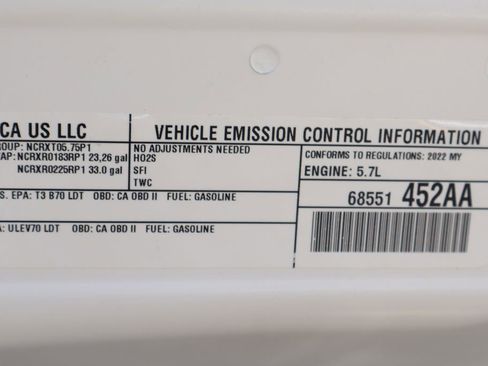 CA US LLC
VEHICLE EMISSION CONTROL INFORMATION
ROUP: NCRXT05.75P1
VAP: NCRXR0183RP1 23,26 gal
NCRXR0225RP1 33.0 gal
NO ADJUSTMENTS NEEDED
HO2S
SFI
TWC
CONFORMS TO REGULATIONS: 2022 MY
ENGINE: 5.7L
S. EPA: T3 B70 LDT OBD: CA OBD II FUEL: GASOLINE
68551 452AA
A: ULEV70 LDT OBD: CA OBD II FUEL: GASOLINE